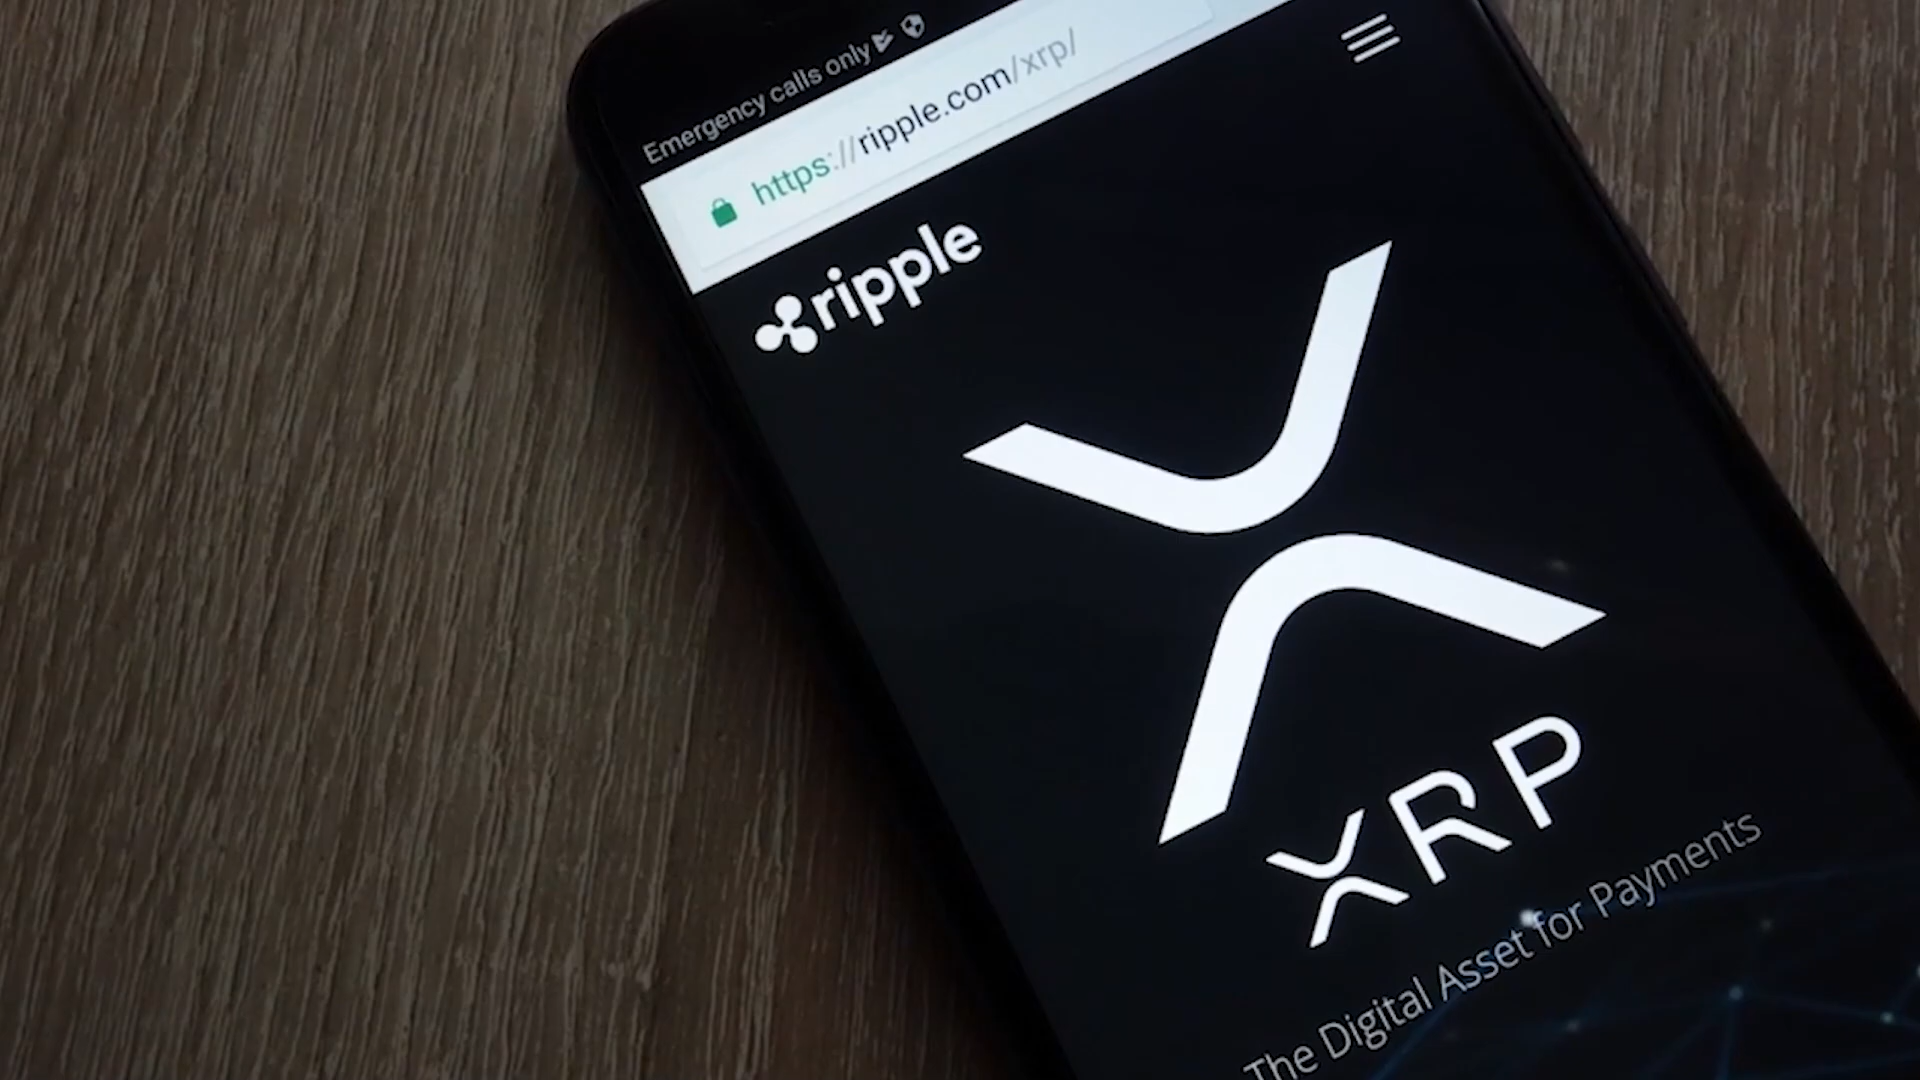 Emergency calls only
https://ripple.com/xrp/
ripple
XRP
The Digital Asset for Payments